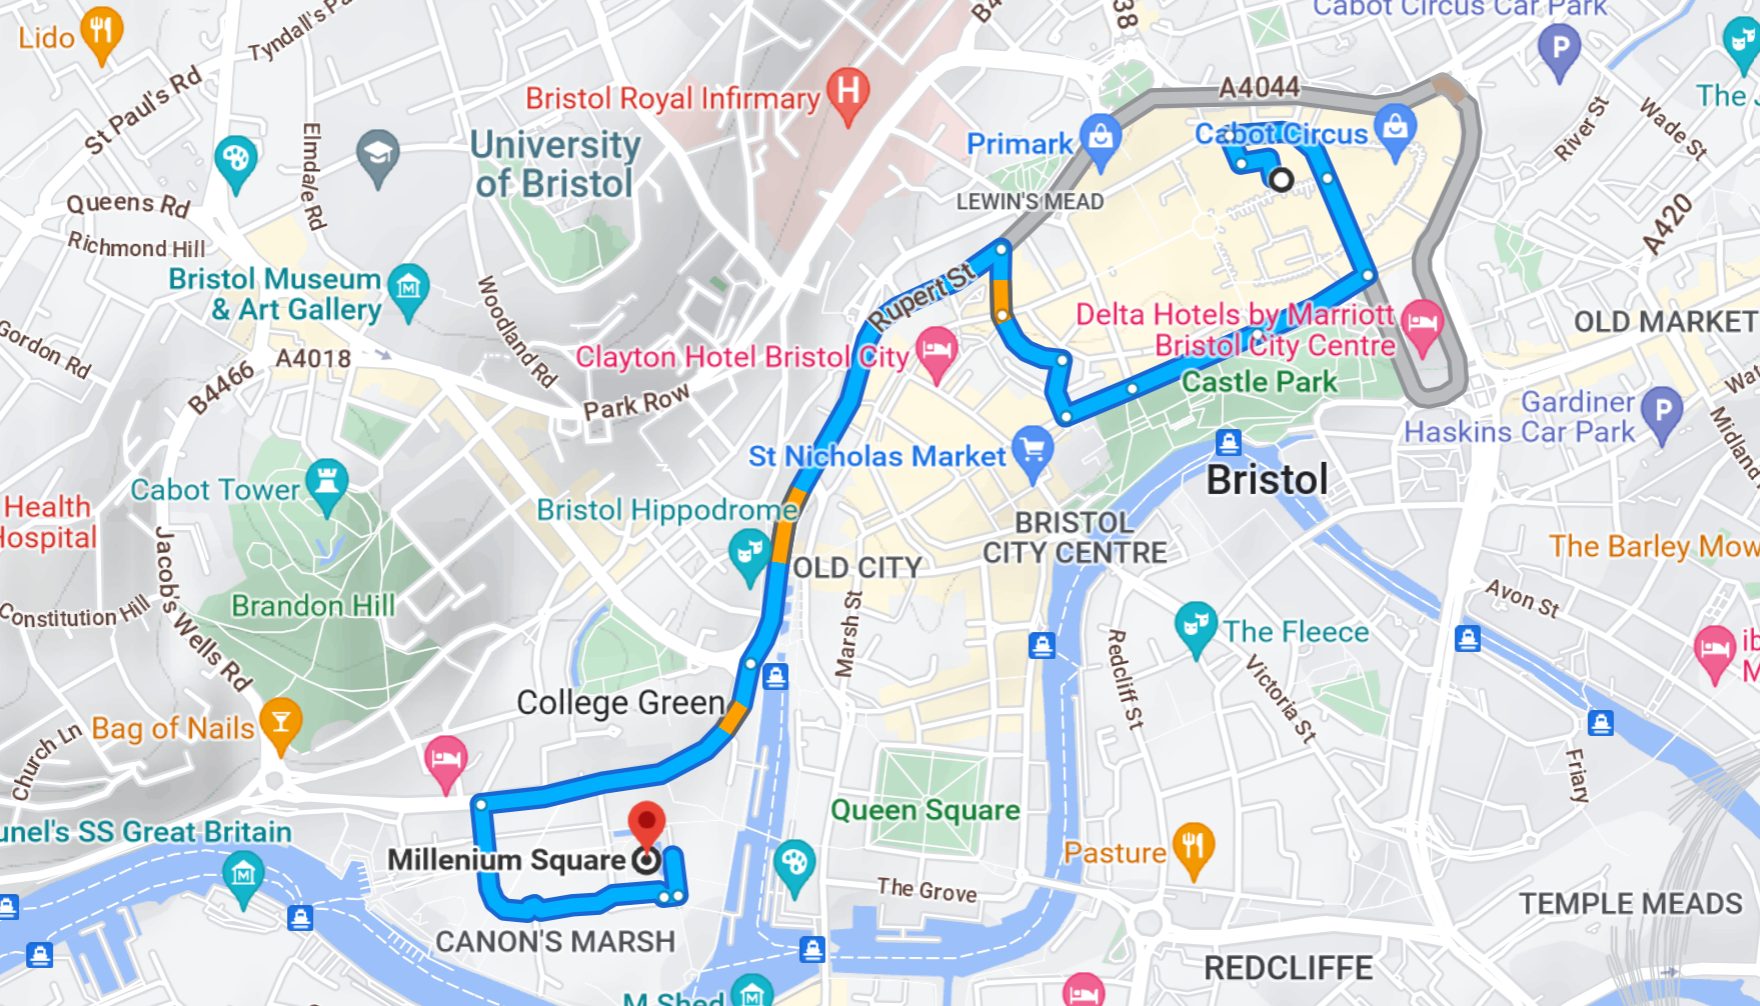 Cabot Circus Car Park
Lido
Tyndall's Pa
B4
38
St Paul's Rd
A4044
Bristol Royal Infirmary
H
P
The
River St
Wade St
Elmdale Rd
University
of Bristol
Primark
Cabot Circus
LEWIN'S MEAD
Queens Rd
Richmond Hill
A420
Bristol Museum
& Art Gallery
Woodland Rd
Rupert St
Delta Hotels by Marriott
Bristol City Centre
OLD MARKET
Gordon Rd
A4018
Clayton Hotel Bristol City
B4466
Park Row
Castle Park
Gardiner
Haskins Car Park
P
Midland
St Nicholas Market
Bristol
Cabot Tower
Health
Hospital
Bristol Hippodrome
BRISTOL
CITY CENTRE
The Barley Mow
Jacob's Wells Rd
OLD CITY
Constitution Hill
Brandon Hill
Marsh St
Avon St
The Fleece
Redcliff St
Victoria St
ib
M
College Green
Bag of Nails
Church Ln
Friary
Queen Square
unel's SS Great Britain
Millenium Square
Pasture
The Grove
TEMPLE MEADS
CANON'S MARSH
REDCLIFFE
M Shed